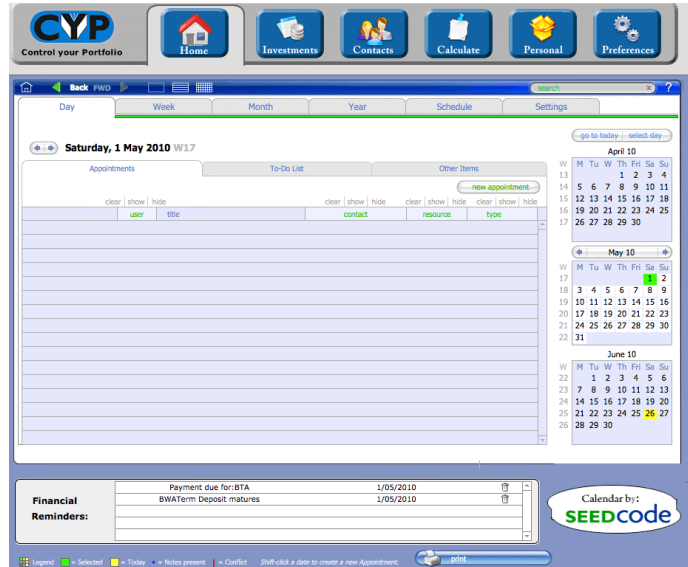 CYP
Control your Portfolio
Home
Investments
Contacts
Calculate
Personal
Preferences
Back FWD
search
x
?
Day
Week
Month
Year
Schedule
Settings
Saturday, 1 May 2010 W17
go to today select day
Appointments
To-Do List
Other Items
new appointment
clear show hide clear show hide clear show hide clear show hide
user title contact resource type
April 10
W M Tu W Th Fri Sa Su
13 1 2 3 4
14 5 6 7 8 9 10 11
15 12 13 14 15 16 17 18
16 19 20 21 22 23 24 25
17 26 27 28 29 30
May 10
W M Tu W Th Fri Sa Su
17 1 2
18 3 4 5 6 7 8 9
19 10 11 12 13 14 15 16
20 17 18 19 20 21 22 23
21 24 25 26 27 28 29 30
22 31
June 10
W M Tu W Th Fri Sa Su
22 1 2 3 4 5 6
23 7 8 9 10 11 12 13
24 14 15 16 17 18 19 20
25 21 22 23 24 25 26 27
26 28 29 30
Financial
Reminders:
Payment due for:BTA 1/05/2010
BWATerm Deposit matures 1/05/2010
Calendar by:
SEEDCode
Legend = Selected = Today = Notes present = Conflict Shift-click a date to create a new Appointment.
print